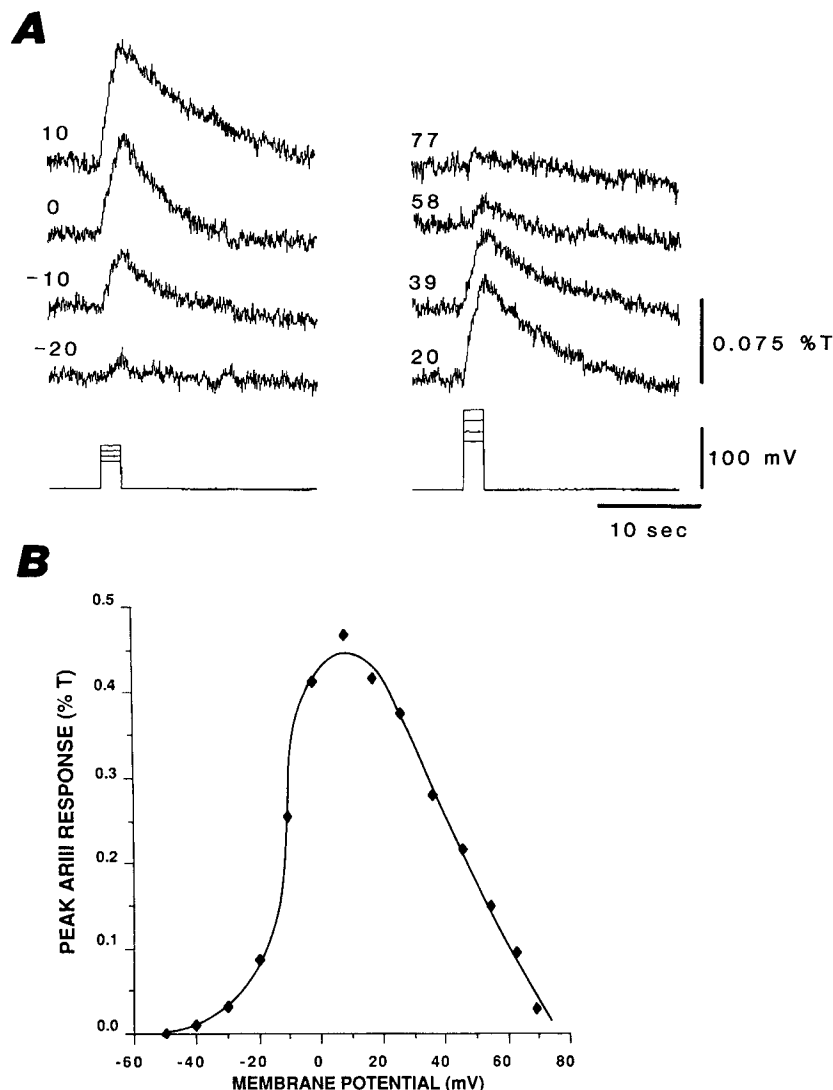 A
10
0
-10
-20
77
58
39
20
0.075 %T
100 mV
10 sec
B
PEAK ARIII RESPONSE (% T)
0.5
0.4
0.3
0.2
0.1
0.0
-60 -40 -20 0 20 40 60 80
MEMBRANE POTENTIAL (mV)